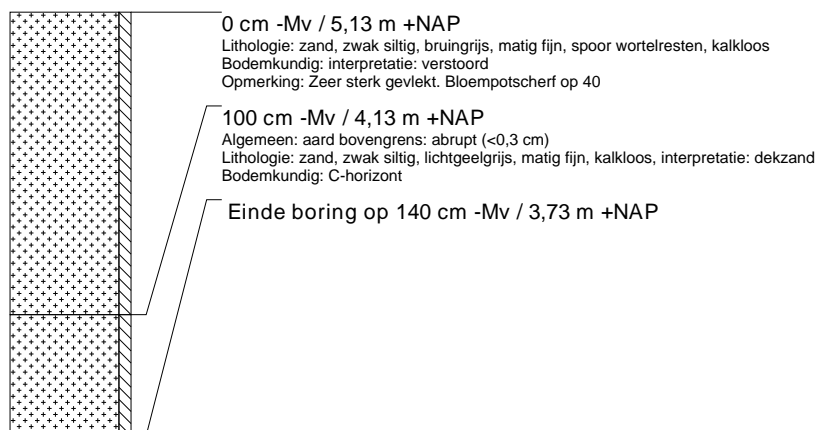 0 cm -Mv / 5,13 m +NAP
Lithologie: zand, zwak siltig, bruingrijs, matig fijn, spoor wortelresten, kalkloos
Bodemkundig: interpretatie: verstoord
Opmerking: Zeer sterk gevlekt. Bloempotscherf op 40
100 cm -Mv / 4,13 m +NAP
Algemeen: aard bovengrens: abrupt (<0,3 cm)
Lithologie: zand, zwak siltig, lichtgeelgrijs, matig fijn, kalkloos, interpretatie: dekzand
Bodemkundig: C-horizont
Einde boring op 140 cm -Mv / 3,73 m +NAP